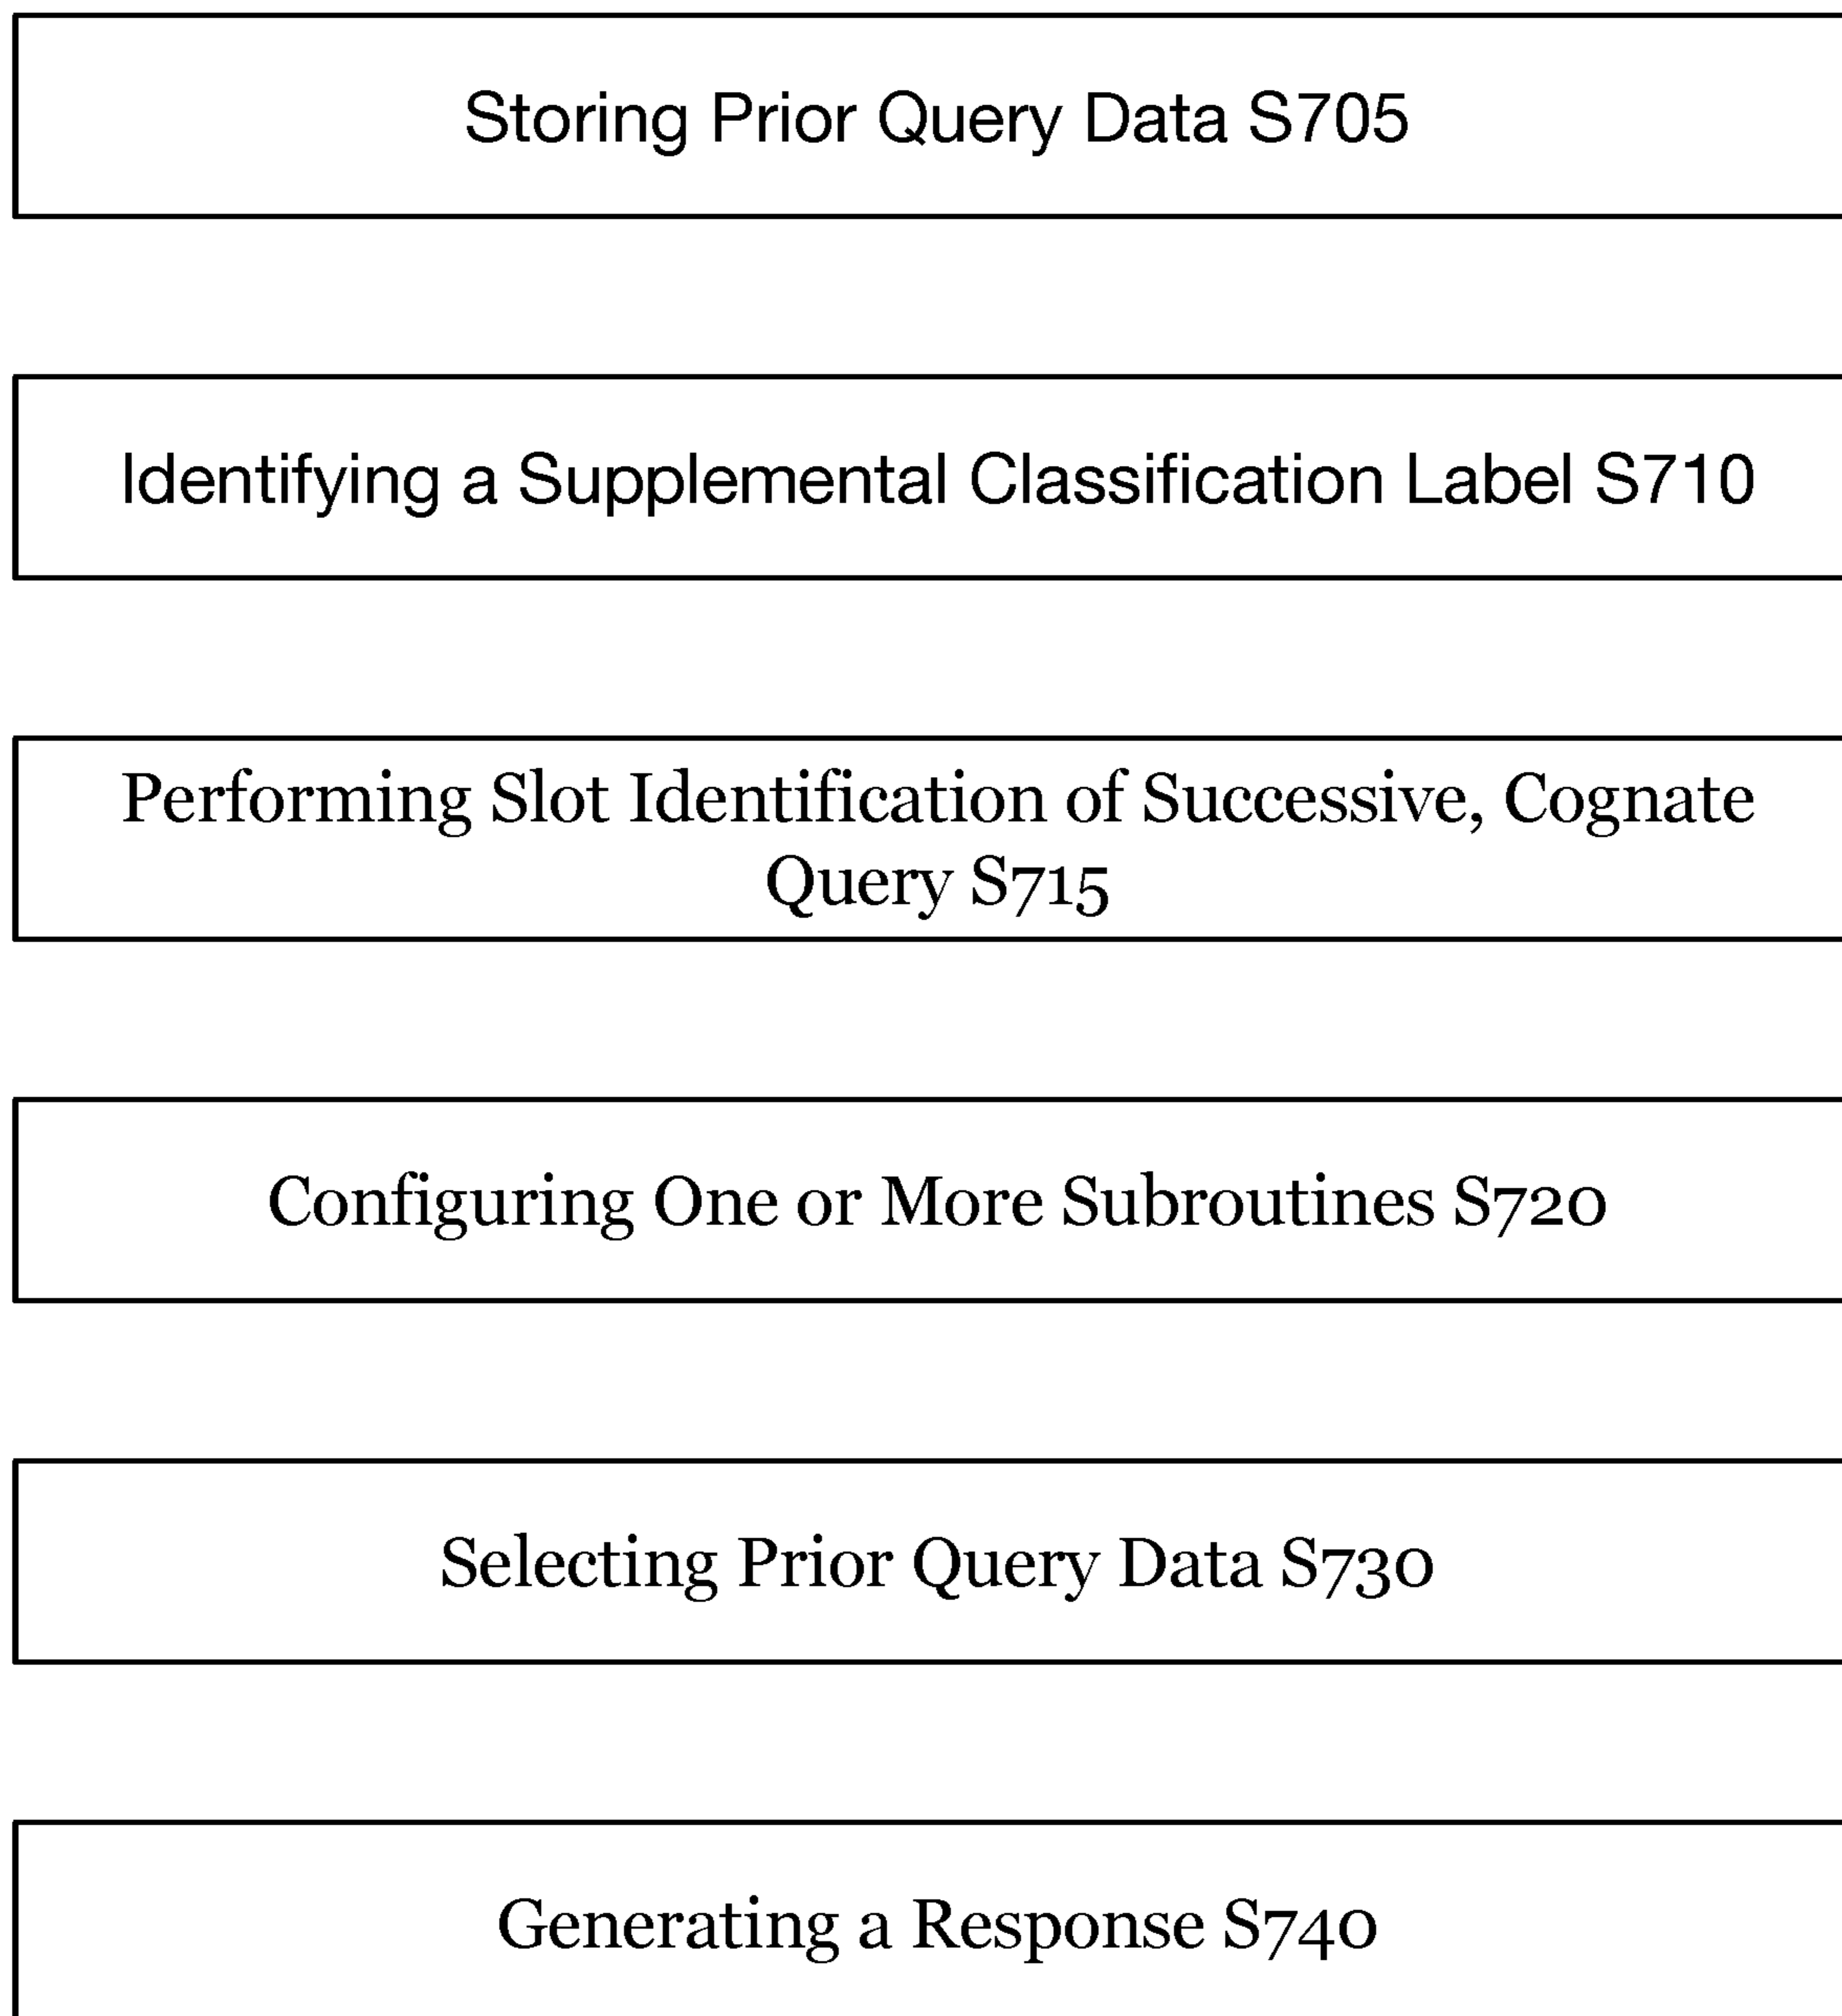 Storing Prior Query Data S705
Identifying a Supplemental Classification Label S710
Performing Slot Identification of Successive, Cognate
Query S715
Configuring One or More Subroutines S720
Selecting Prior Query Data S730
Generating a Response S740